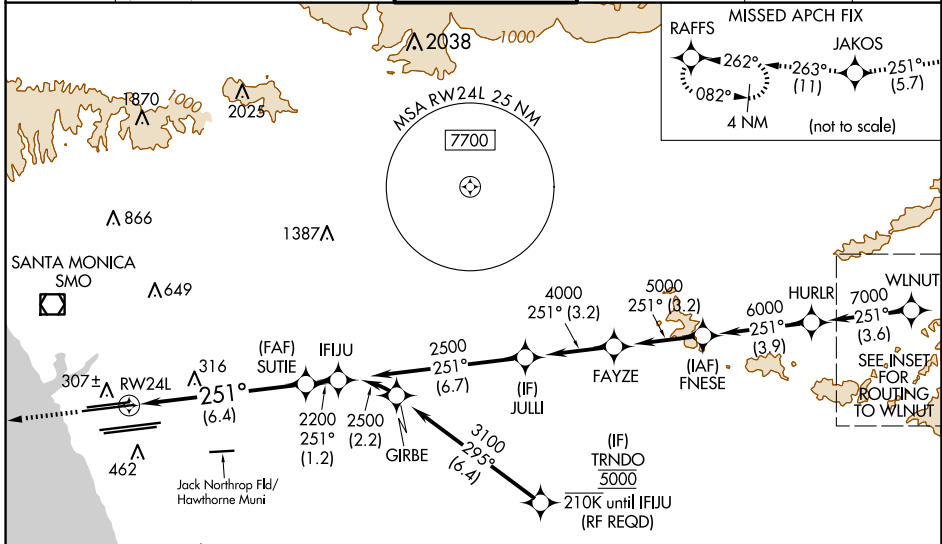 MISSED APCH FIX
RAFFS
JAKOS
262°
263°
(11)
251°
(5.7)
082°
4 NM
(not to scale)
2038
1000
1870
1000
2025
MSA RW24L 25 NM
7700
866
1387
SANTA MONICA
SMO
649
4000
251° (3.2)
5000
251° (3.2)
HURLR
WLNUT
6000
251°
(3.9)
7000
251°
(3.6)
(FAF)
SUTIE
IFIJU
2500
251°
(6.7)
(IF)
JULLI
FAYZE
(IAF)
FNESE
SEE INSET
FOR
ROUTING
TO WLNUT
307±
RW24L
316
251°
(6.4)
2200
251°
(1.2)
2500
(2.2)
GIRBE
3100
295°
(6.4)
462
Jack Northrop Fld/
Hawthorne Muni
(IF)
TRNDO
5000
210K until IFIJU
(RF REQD)